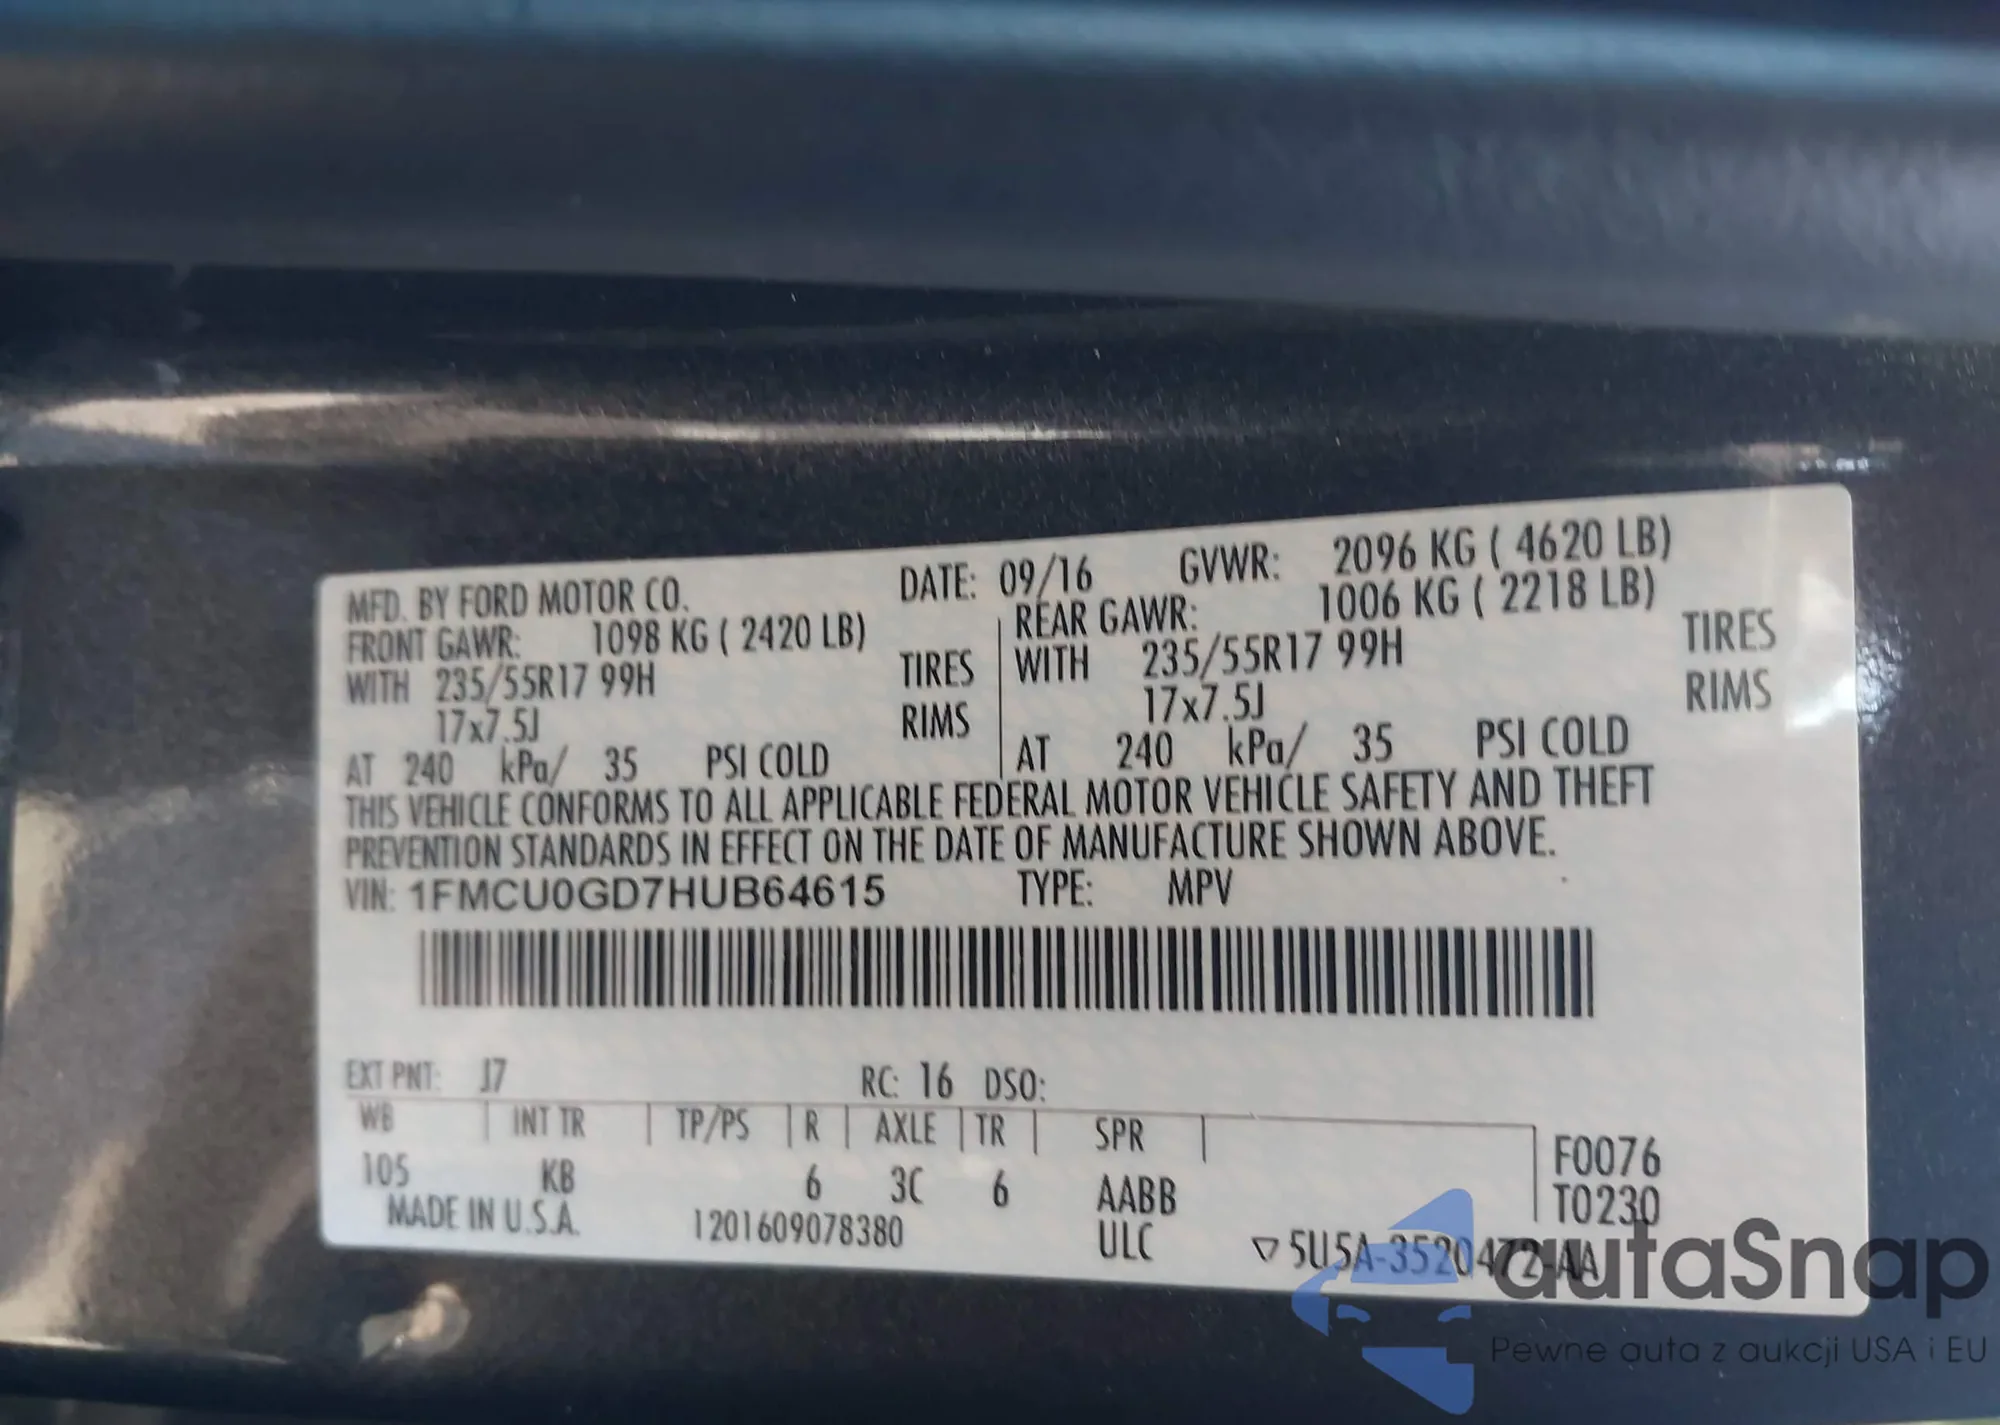 MFD. BY FORD MOTOR CO. DATE: 09/16 GVWR: 2096 KG ( 4620 LB)
FRONT GAWR: 1098 KG ( 2420 LB) REAR GAWR: 1006 KG ( 2218 LB)
WITH 235/55R17 99H TIRES WITH 235/55R17 99H TIRES
17x7.5J RIMS 17x7.5J RIMS
AT 240 kPa/ 35 PSI COLD AT 240 kPa/ 35 PSI COLD
THIS VEHICLE CONFORMS TO ALL APPLICABLE FEDERAL MOTOR VEHICLE SAFETY AND THEFT
PREVENTION STANDARDS IN EFFECT ON THE DATE OF MANUFACTURE SHOWN ABOVE.
VIN: 1FMCU0GD7HUB64615 TYPE: MPV
EXT PNT: J7 RC: 16 DSO:
WB INT TR TP/PS R AXLE TR SPR F0076
105 KB 6 3C 6 AABB T0230
MADE IN U.S.A. 1201609078380 ULC ▽5U5A-3520472-AA
autaSnap
Pewne auta z aukcji USA i EU